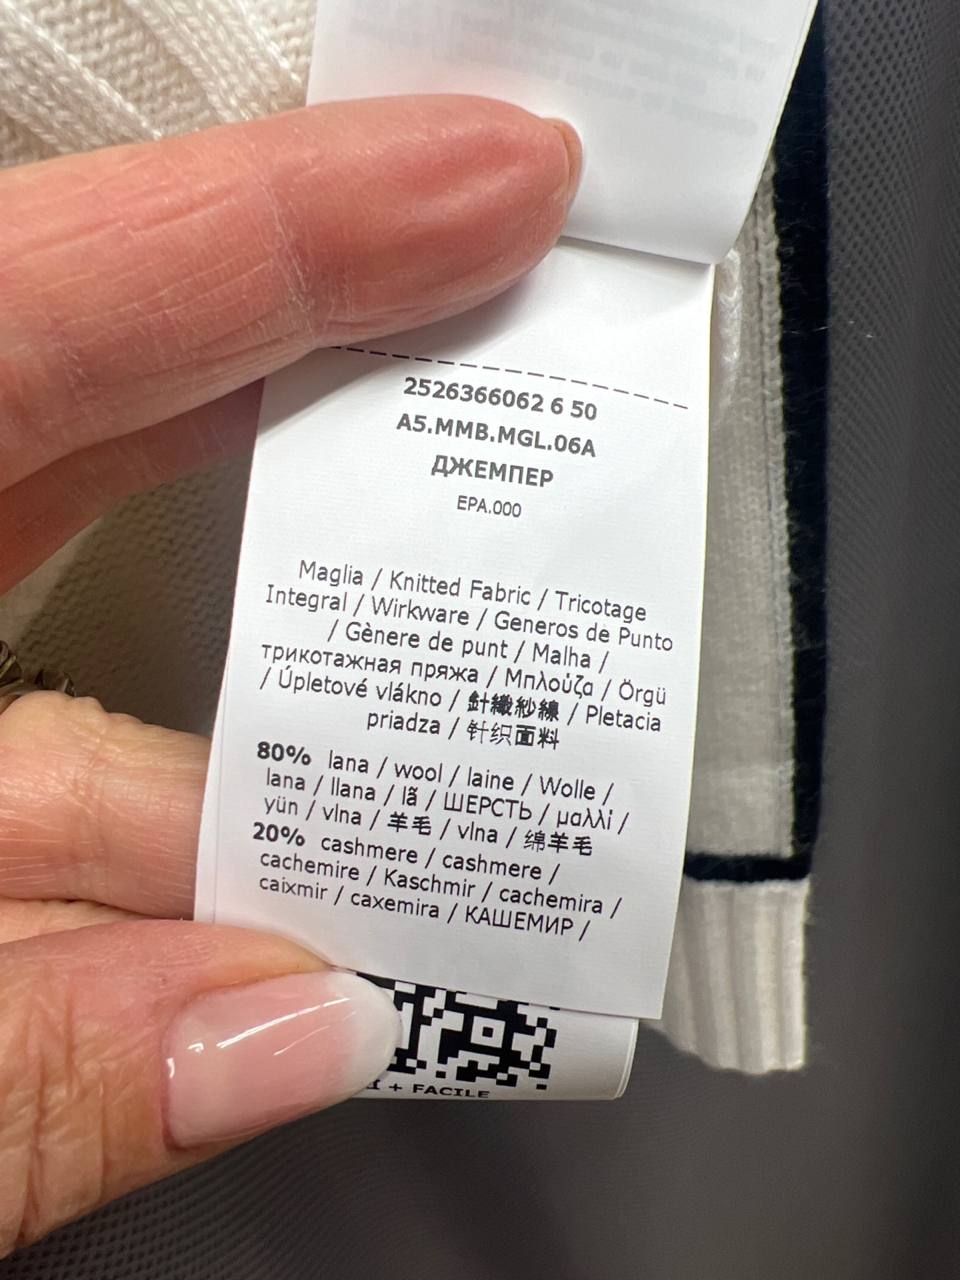 2526366062 6 50
A5.MMB.MGL.06A
ДЖЕМПЕР
EPA.000
Maglia / Knitted Fabric / Tricotage
Integral / Wirkware / Generos de Punto
/ Gènere de punt / Malha /
трикотажная пряжа / Μπλούζα / Örgü
/ Úpletové vlákno / 針織紗線 / Pletacia
priadza / 针织面料
80% lana / wool / laine / Wolle /
lana / llana / lã / ШЕРСТЬ / μαλλί /
yün / vlna / 羊毛 / vlna / 绵羊毛
20% cashmere / cashmere /
cachemire / Kaschmir / cachemira /
caixmir / caxemira / КАШЕМИР /
+ FACILE